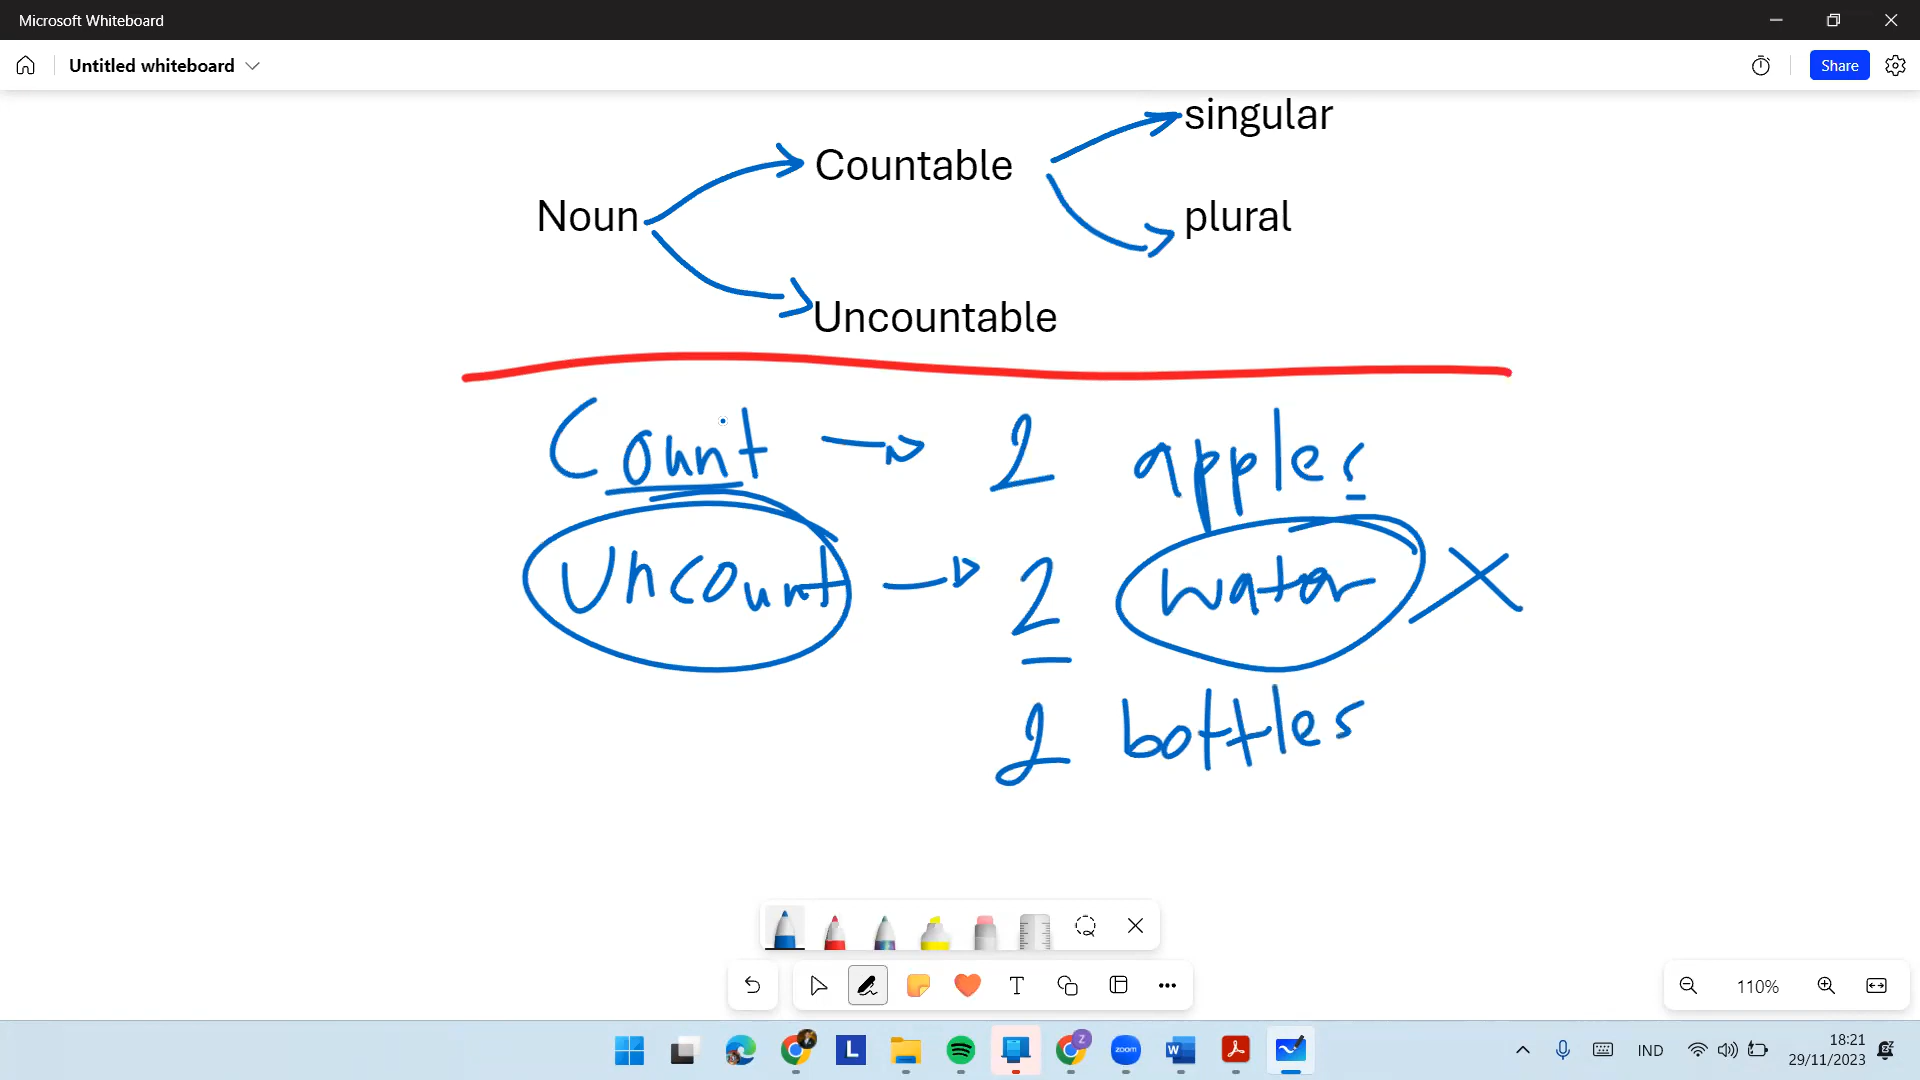 Microsoft Whiteboard
Untitled whiteboard
Share
singular
Countable
Noun
plural
Uncountable
Count → 2 apples
Uncount → 2 water X
2 bottles
110%
L
Z
zoom
W
IND
18:21
29/11/2023